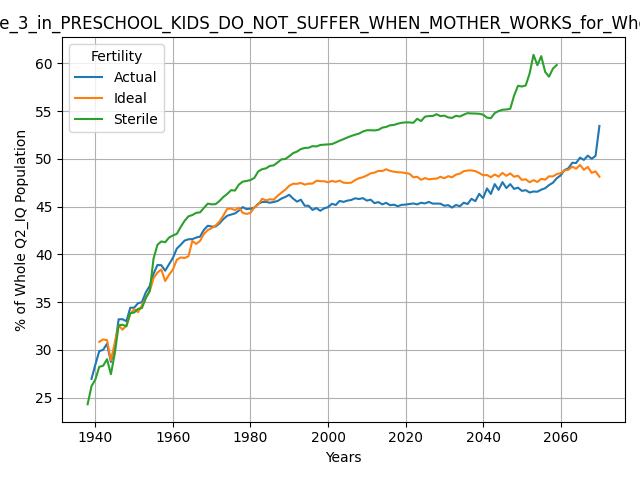 e_3_in_PRESCHOOL_KIDS_DO_NOT_SUFFER_WHEN_MOTHER_WORKS_for_Who
Fertility
Actual
Ideal
Sterile
% of Whole Q2_IQ Population
60
55
50
45
40
35
30
25
1940
1960
1980
2000
2020
2040
2060
Years